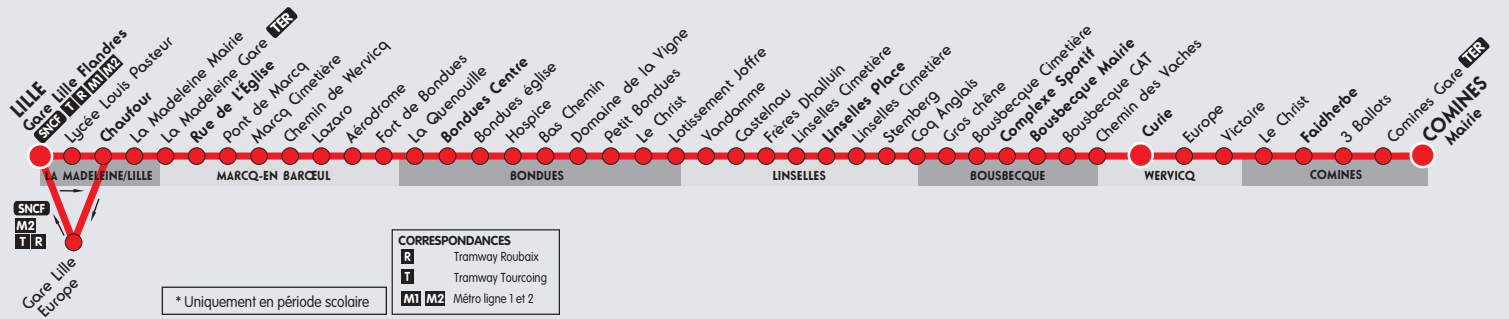 LILLE
Gare Lille Flandres
SNCF T R M1 M2
Lycée Louis Pasteur
Chaufour
La Madeleine Mairie
La Madeleine Gare TER
Rue de L'Église
Pont de Marcq
Marcq Cimetière
Chemin de Wervicq
Lazaro
Aérodrome
Fort de Bondues
La Quenouille
Bondues Centre
Bondues église
Hospice
Bas Chemin
Domaine de la Vigne
Petit Bondues
Le Christ
Lotissement Joffre
Vandamme
Castelnau
Frères Dhalluin
Linselles Cimetière
Linselles Place
Linselles Cimetière
Stemberg
Coq Anglais
Gros chêne
Bousbecque Cimetière
Complexe Sportif
Bousbecque Mairie
Bousbecque CAT
Chemin des Vaches
Curie
Europe
Victoire
Le Christ
Faidherbe
3 Ballots
Comines Gare TER
COMINES
Mairie
LA MADELEINE/LILLE
MARCQ-EN BARŒUL
BONDUES
LINSELLES
BOUSBECQUE
WERVICQ
COMINES
SNCF
M2
T R
Gare Lille
Europe
* Uniquement en période scolaire
CORRESPONDANCES
R Tramway Roubaix
T Tramway Tourcoing
M1 M2 Métro ligne 1 et 2